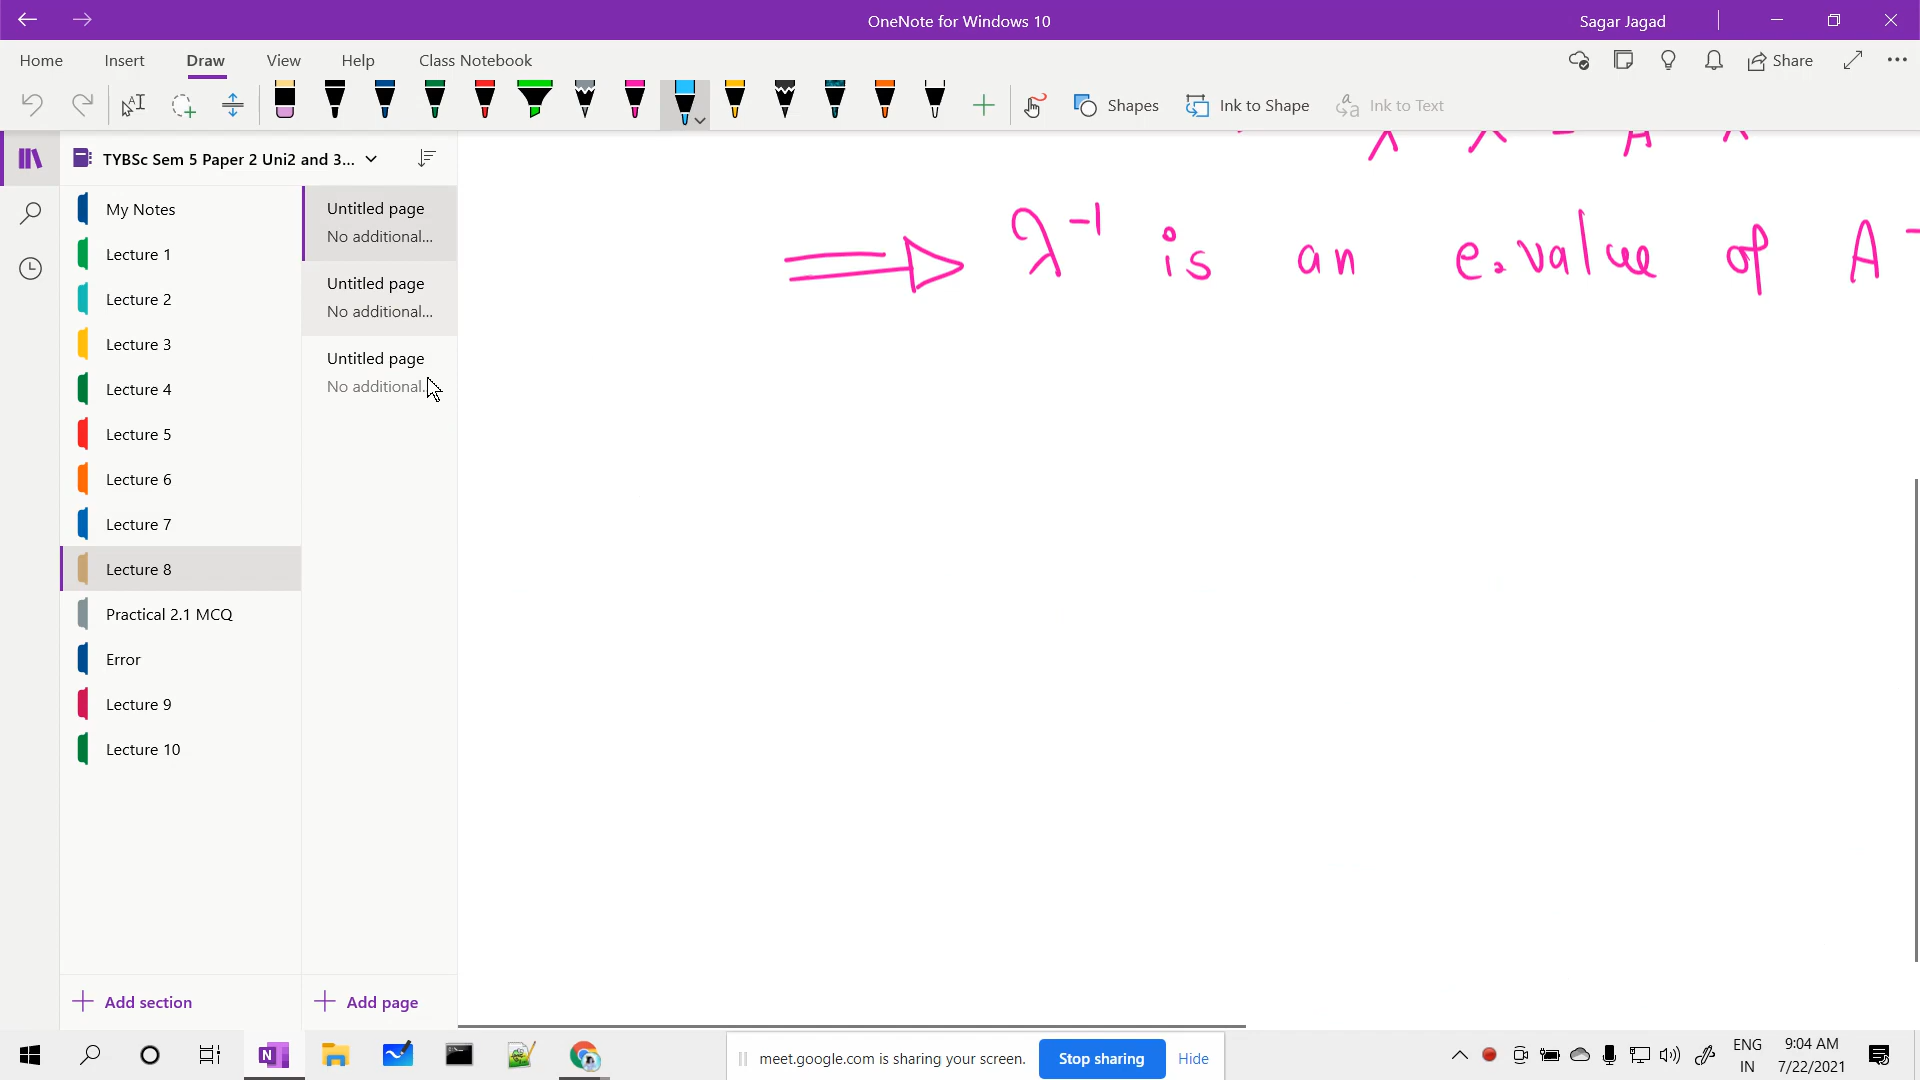 OneNote for Windows 10
Sagar Jagad
Home Insert Draw View Help Class Notebook
Share
Shapes Ink to Shape Ink to Text
TYBSc Sem 5 Paper 2 Uni2 and 3...
My Notes
Lecture 1
Lecture 2
Lecture 3
Lecture 4
Lecture 5
Lecture 6
Lecture 7
Lecture 8
Practical 2.1 MCQ
Error
Lecture 9
Lecture 10
Add section
Untitled page
No additional...
Untitled page
No additional...
Untitled page
No additional...
Add page
⟹ λ⁻¹ is an e.value of A⁻
meet.google.com is sharing your screen. Stop sharing Hide
ENG
IN
9:04 AM
7/22/2021